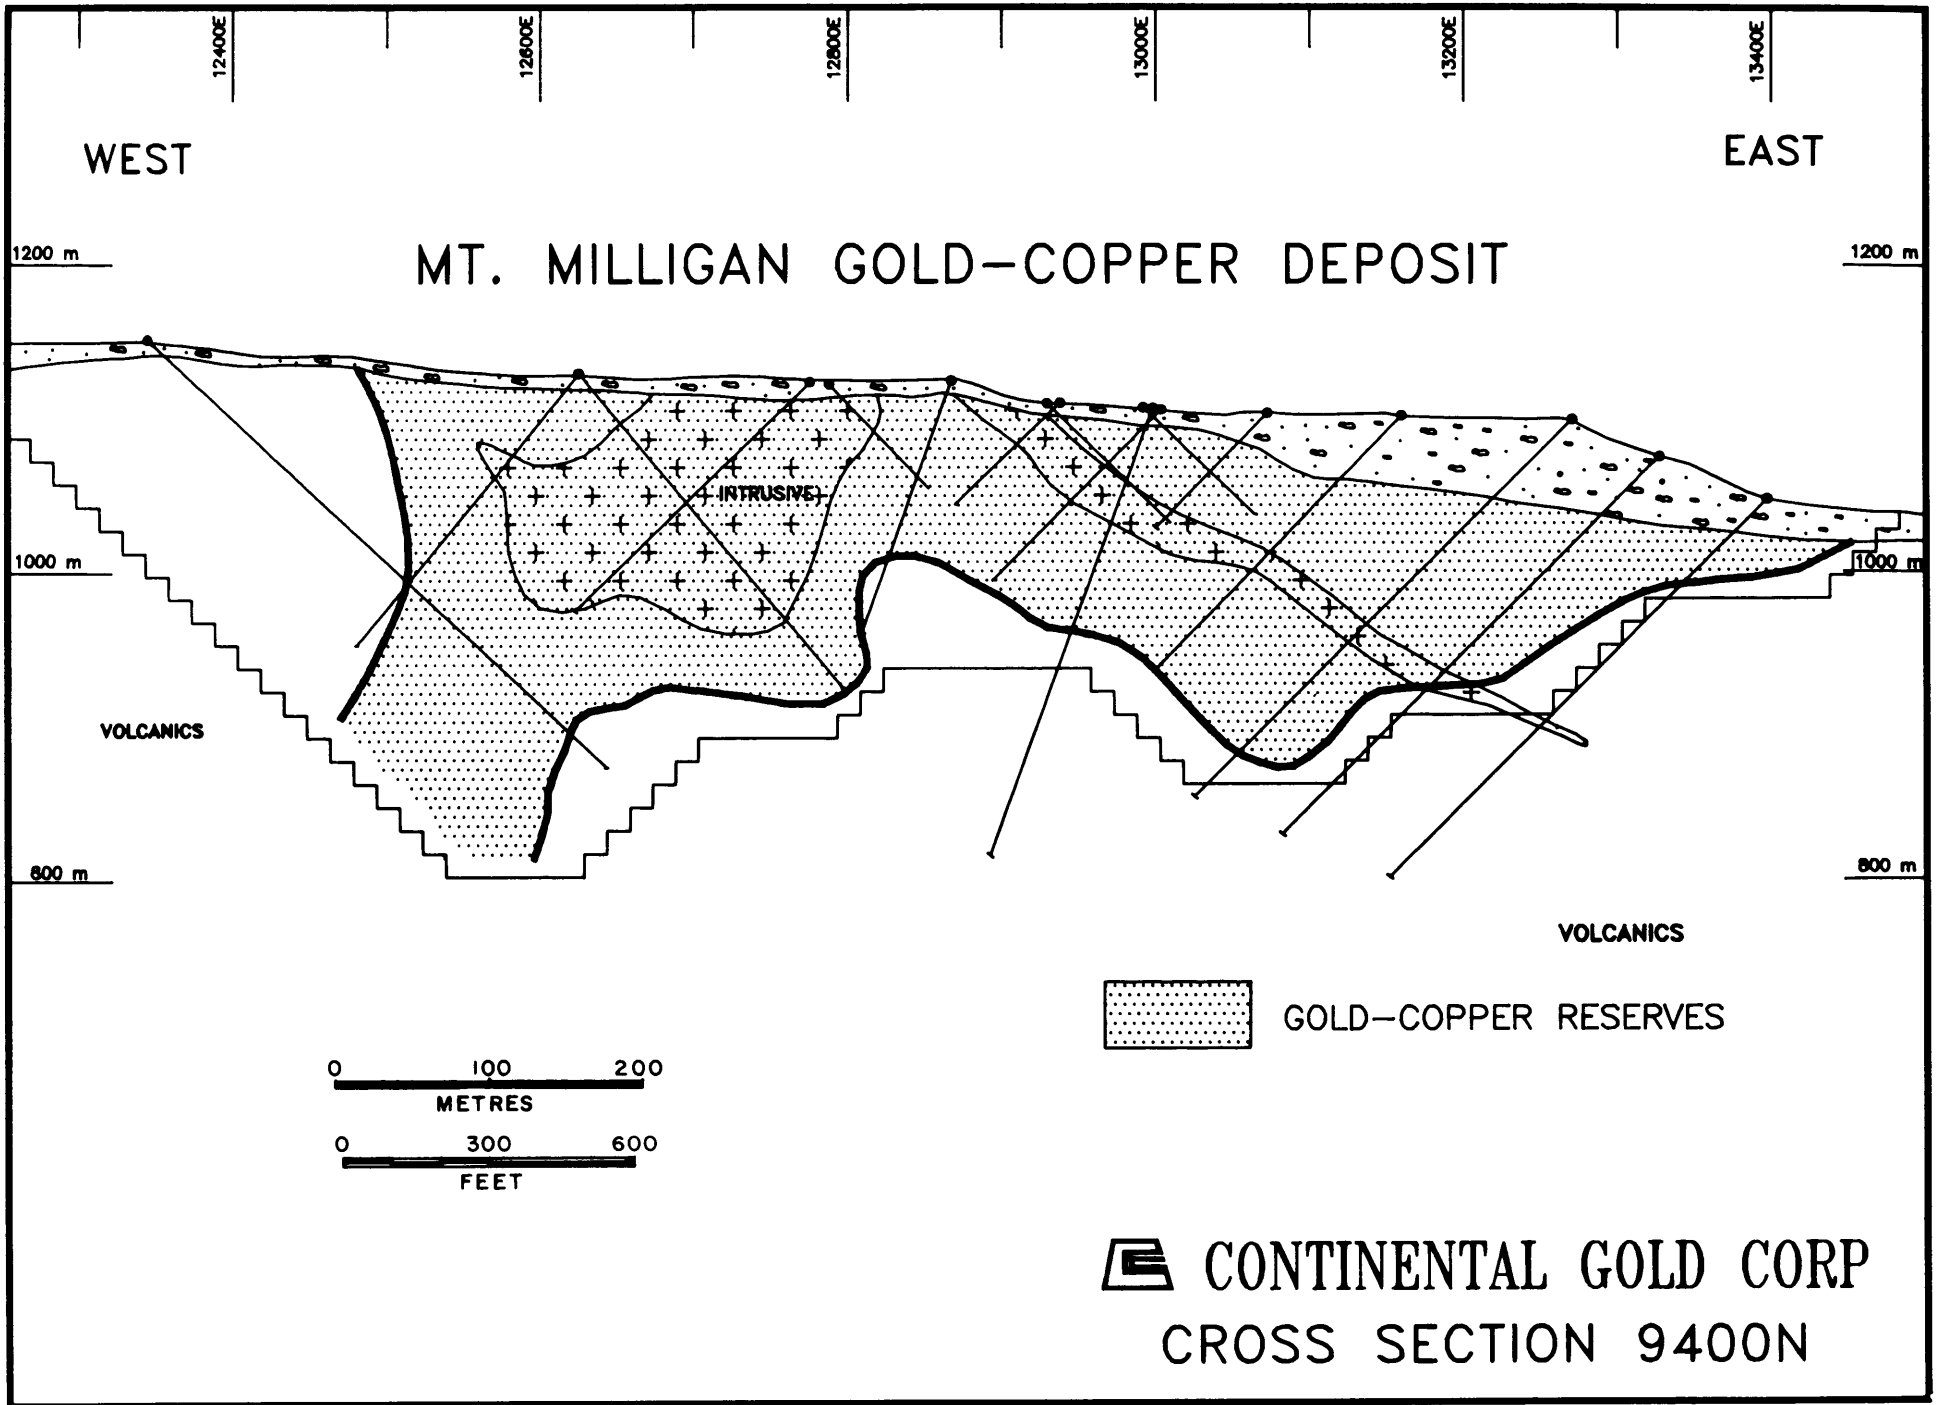 12400E
12600E
12800E
13000E
13200E
13400E
WEST
EAST
MT. MILLIGAN GOLD-COPPER DEPOSIT
1200 m
1200 m
INTRUSIVE
1000 m
1000 m
VOLCANICS
800 m
800 m
VOLCANICS
GOLD-COPPER RESERVES
0 100 200
METRES
0 300 600
FEET
CONTINENTAL GOLD CORP
CROSS SECTION 9400N